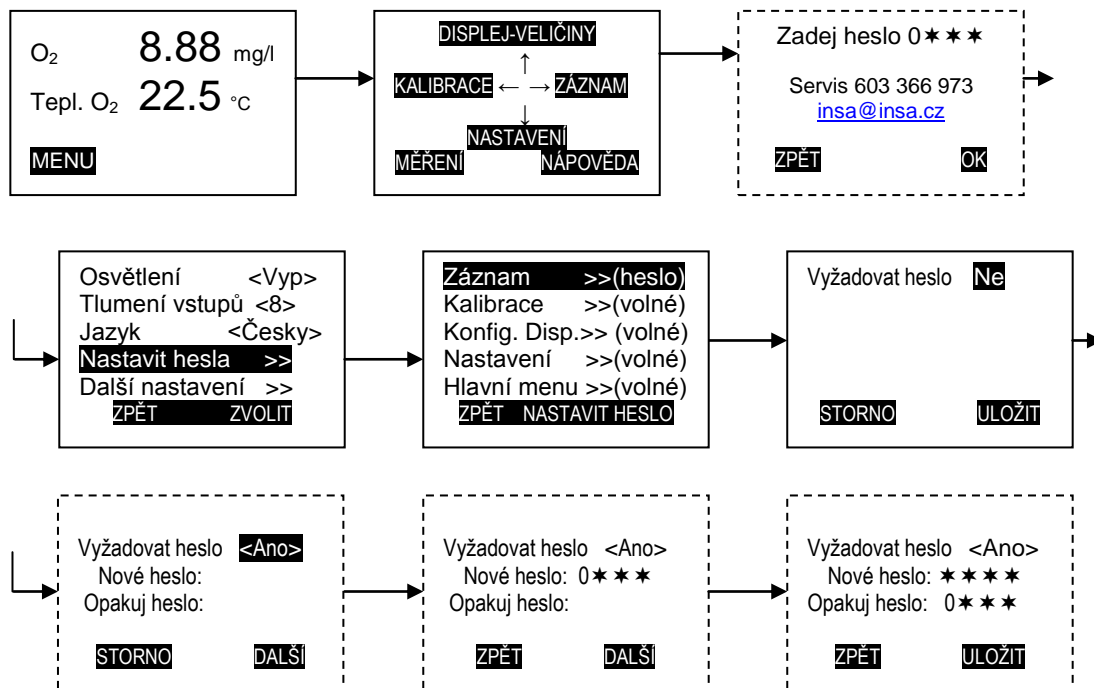 O2 8.88 mg/l
Tepl. O2 22.5 °C
MENU
DISPLEJ-VELIČINY
↑
KALIBRACE ← → ZÁZNAM
↓
NASTAVENÍ
MĚŘENÍ NÁPOVĚDA
Zadej heslo 0✶✶✶
Servis 603 366 973
insa@insa.cz
ZPĚT OK
Osvětlení <Vyp>
Tlumení vstupů <8>
Jazyk <Česky>
Nastavit hesla >>
Další nastavení >>
ZPĚT ZVOLIT
Záznam >>(heslo)
Kalibrace >>(volné)
Konfig. Disp.>> (volné)
Nastavení >>(volné)
Hlavní menu >>(volné)
ZPĚT NASTAVIT HESLO
Vyžadovat heslo Ne
STORNO ULOŽIT
Vyžadovat heslo <Ano>
Nové heslo:
Opakuj heslo:
STORNO DALŠÍ
Vyžadovat heslo <Ano>
Nové heslo: 0✶✶✶
Opakuj heslo:
ZPĚT DALŠÍ
Vyžadovat heslo <Ano>
Nové heslo: ✶✶✶✶
Opakuj heslo: 0✶✶✶
ZPĚT ULOŽIT